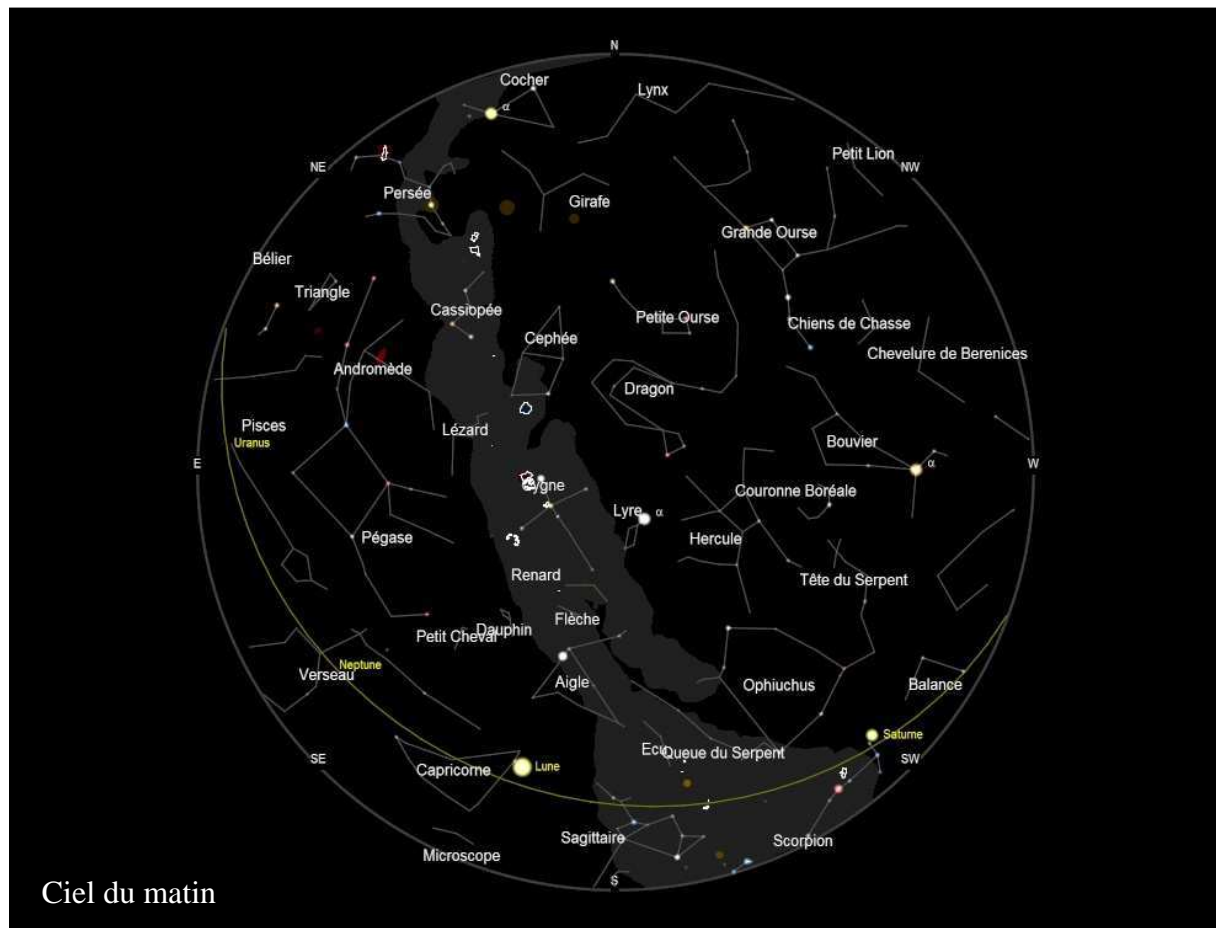 N
Cocher
α
Lynx
Petit Lion
NE
NW
Persée
Girafe
Grande Ourse
Bélier
Triangle
Cassiopée
Petite Ourse
Chiens de Chasse
Cephée
Chevelure de Berenices
Andromède
Dragon
Pisces
Lézard
Bouvier
Uranus
E
W
α
Cygne
Couronne Boréale
Lyre
α
Pégase
Hercule
Renard
Tête du Serpent
Flèche
Dauphin
Petit Cheval
Neptune
Verseau
Aigle
Ophiuchus
Balance
Saturne
Ecu
Queue du Serpent
SE
SW
Capricorne
Lune
Sagittaire
Scorpion
Microscope
S
Ciel du matin